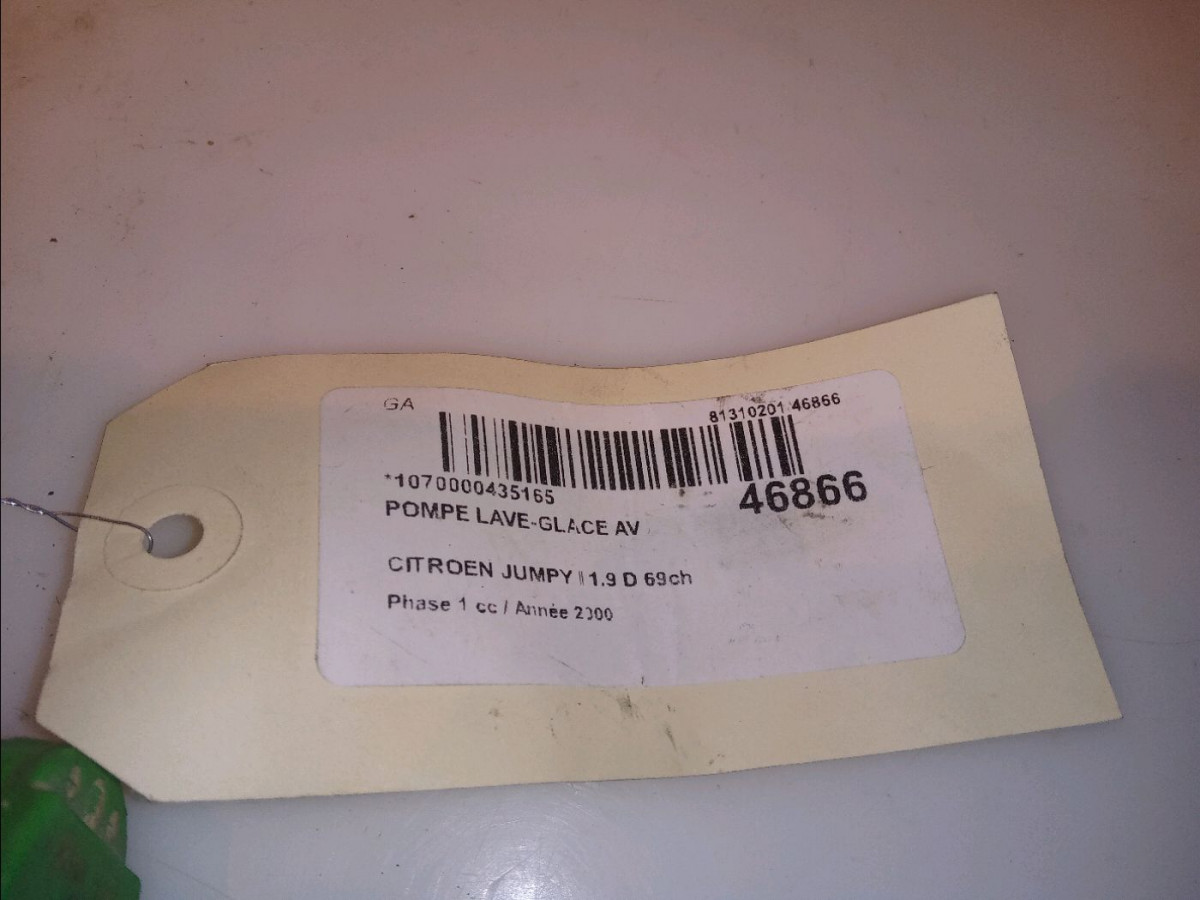 GA
81310201 46866
*1070000435165
46866
POMPE LAVE-GLACE AV
CITROEN JUMPY I 1.9 D 69ch
Phase 1 cc / Année 2000